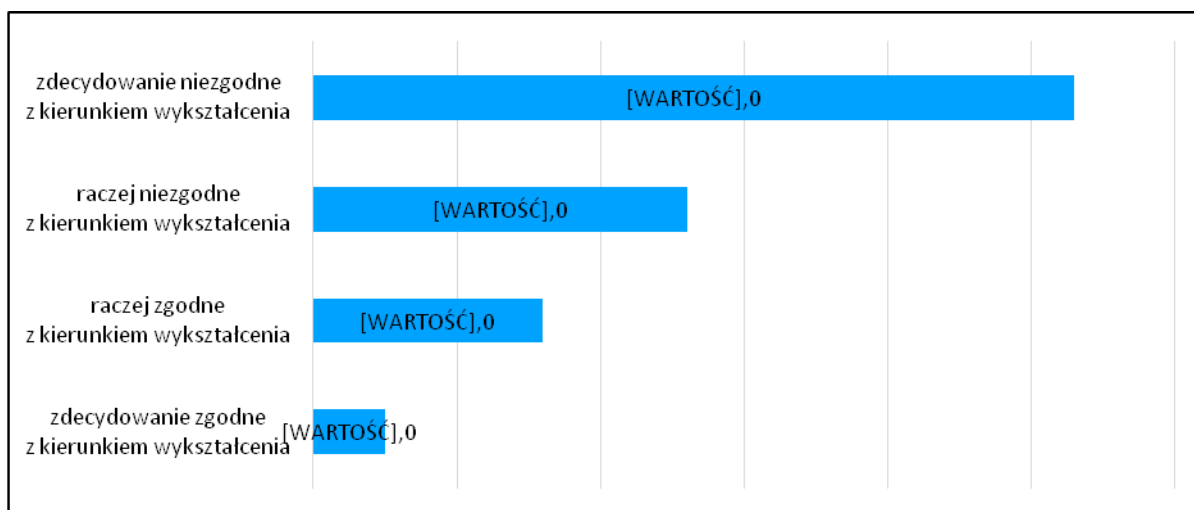 zdecydowanie niezgodne
z kierunkiem wykształcenia
[WARTOŚĆ],0
raczej niezgodne
z kierunkiem wykształcenia
[WARTOŚĆ],0
raczej zgodne
z kierunkiem wykształcenia
[WARTOŚĆ],0
zdecydowanie zgodne
z kierunkiem wykształcenia
[WARTOŚĆ],0